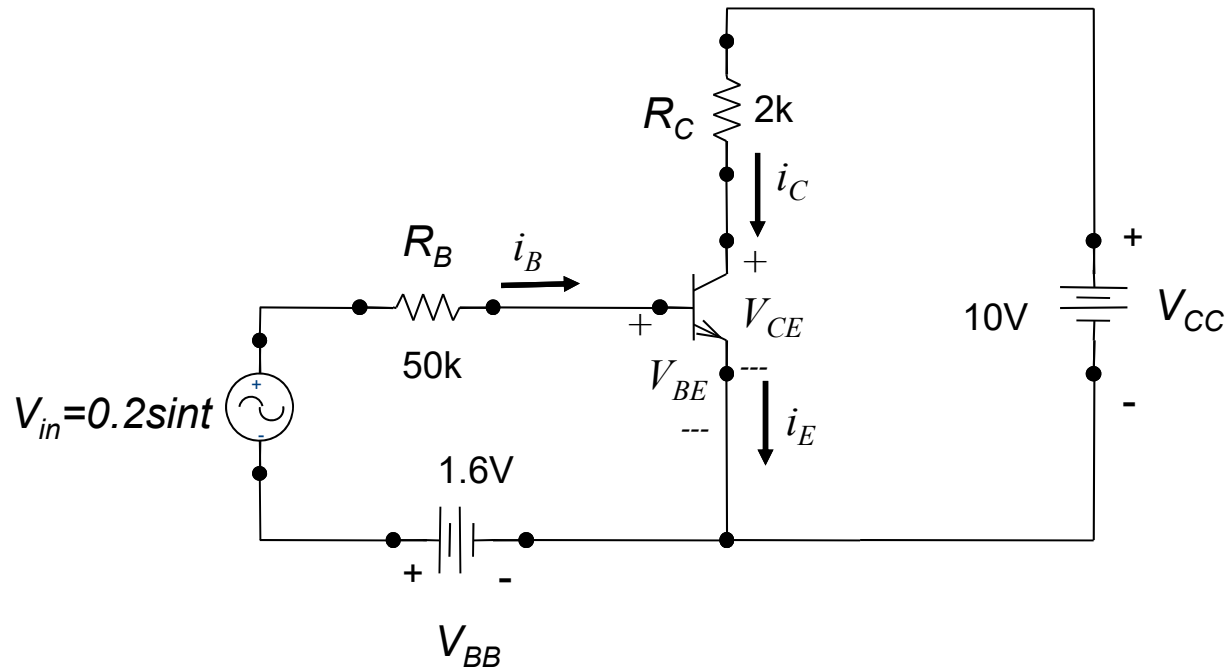 R_C
2k
i_C
R_B
i_B
+
+
V_CE
10V
+
V_CC
-
50k
V_BE
---
---
i_E
V_in=0.2sint
+
-
1.6V
+
-
V_BB